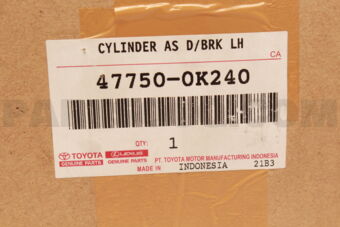 CYLINDER AS D/BRK LH
CA
47750-0K240
QTY: 1
TOYOTA LEXUS
GENUINE PARTS GENUINE PARTS
PT. TOYOTA MOTOR MANUFACTURING INDONESIA
MADE IN INDONESIA 21B3